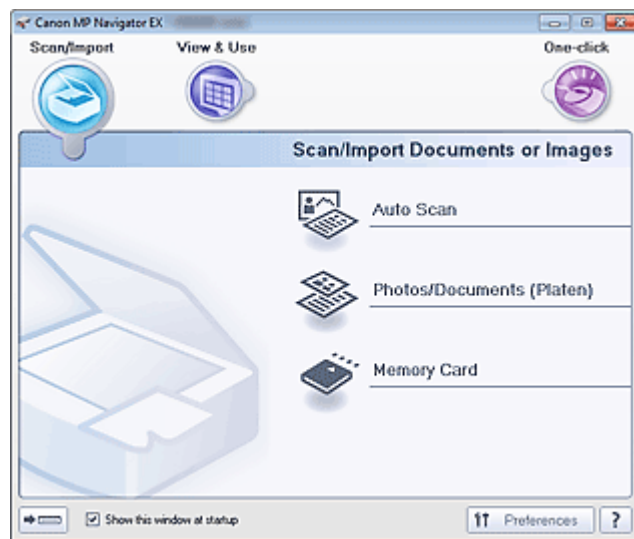 Canon MP Navigator EX
Scan/Import
View & Use
One-click
Scan/Import Documents or Images
Auto Scan
Photos/Documents (Platen)
Memory Card
Show this window at startup
Preferences
?